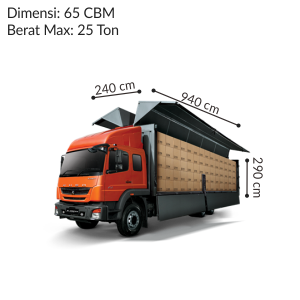 Dimensi: 65 CBM
Berat Max: 25 Ton
240 cm
940 cm
290 cm